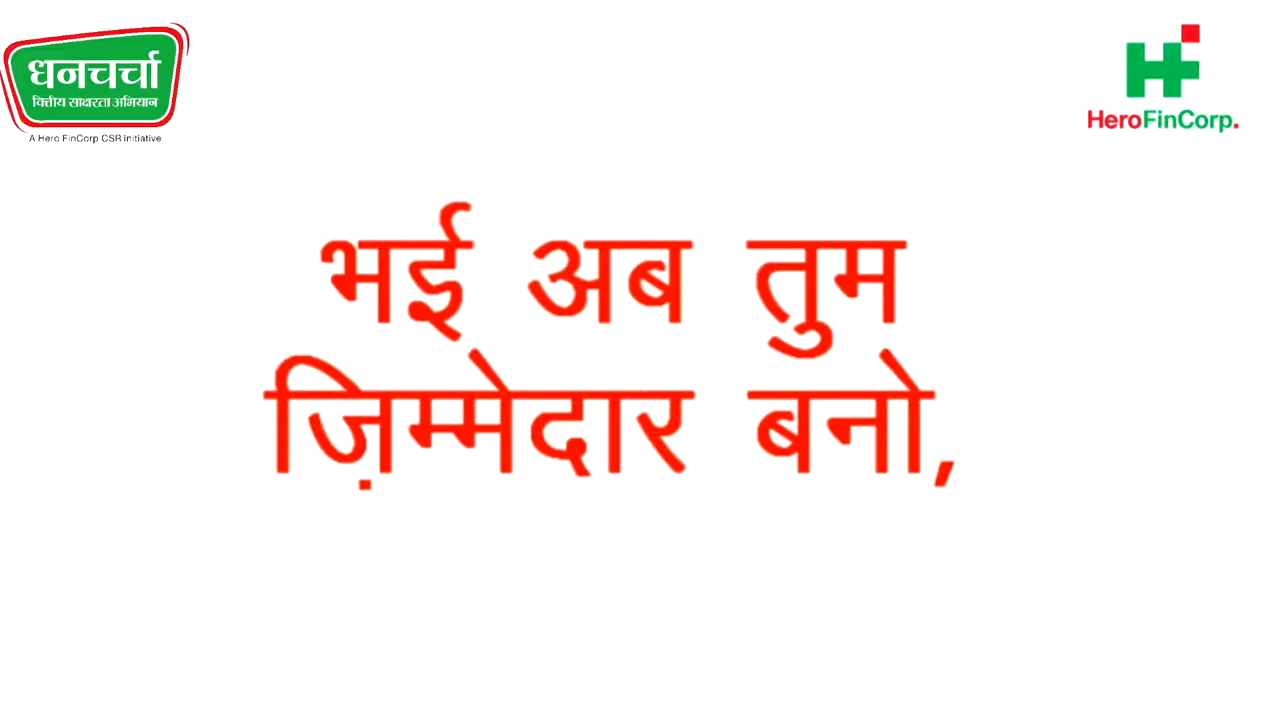 धनचर्चा
वित्तीय साक्षरता अभियान
A Hero FinCorp CSR initiative
HeroFinCorp.
भई अब तुम
ज़िम्मेदार बनो,